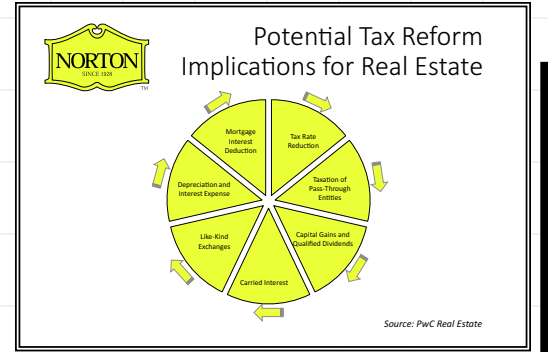 NORTON
SINCE 1928
TM
Potential Tax Reform
Implications for Real Estate
Tax Rate
Reduction
Taxation of
Pass-Through
Entities
Capital Gains and
Qualified Dividends
Carried Interest
Like-Kind
Exchanges
Depreciation and
Interest Expense
Mortgage
Interest
Deduction
Source: PwC Real Estate